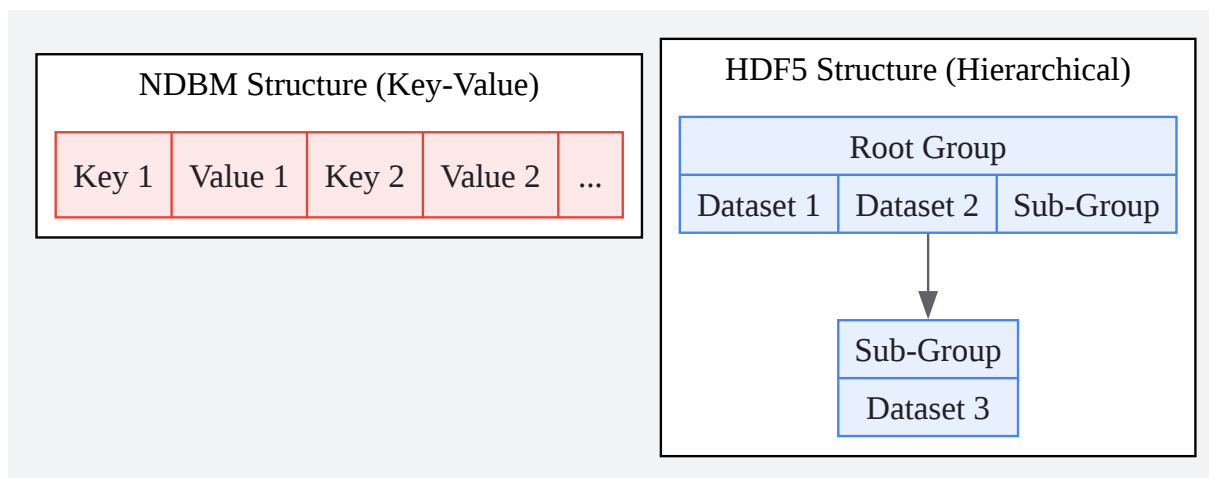 NDBM Structure (Key-Value)
Key 1 Value 1 Key 2 Value 2 ...
HDF5 Structure (Hierarchical)
Root Group
Dataset 1 Dataset 2 Sub-Group
Sub-Group
Dataset 3